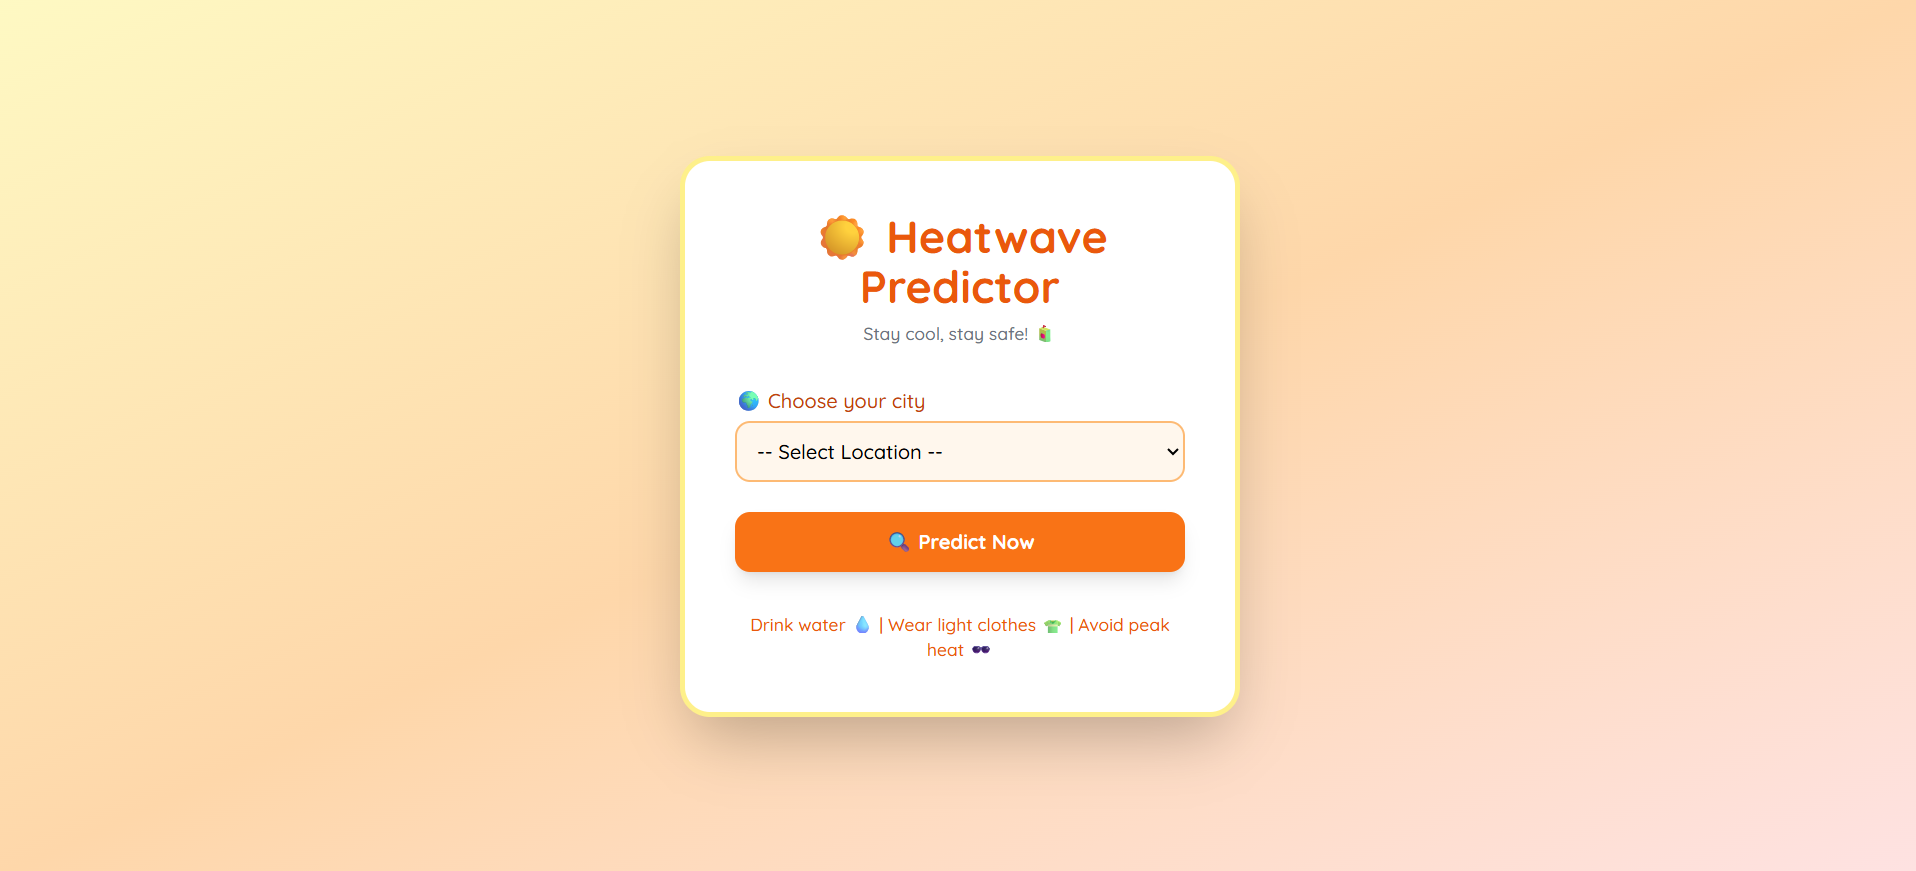 🌞 Heatwave
Predictor
Stay cool, stay safe! 🧃
🌍 Choose your city
-- Select Location --
🔍 Predict Now
Drink water 💧 | Wear light clothes 👕 | Avoid peak
heat 🕶️